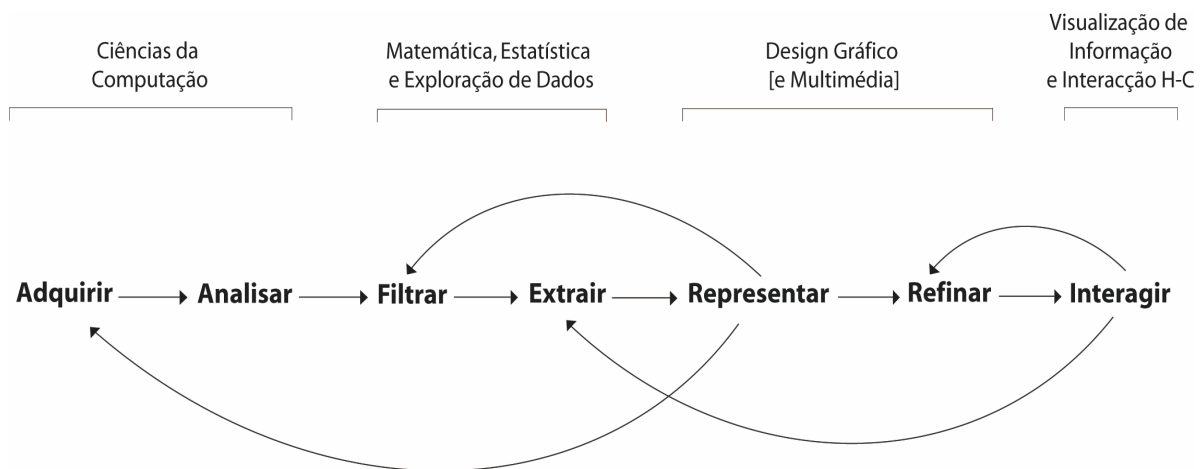 Ciências da
Computação
Matemática, Estatística
e Exploração de Dados
Design Gráfico
[e Multimédia]
Visualização de
Informação
e Interacção H-C
Adquirir
Analisar
Filtrar
Extrair
Representar
Refinar
Interagir